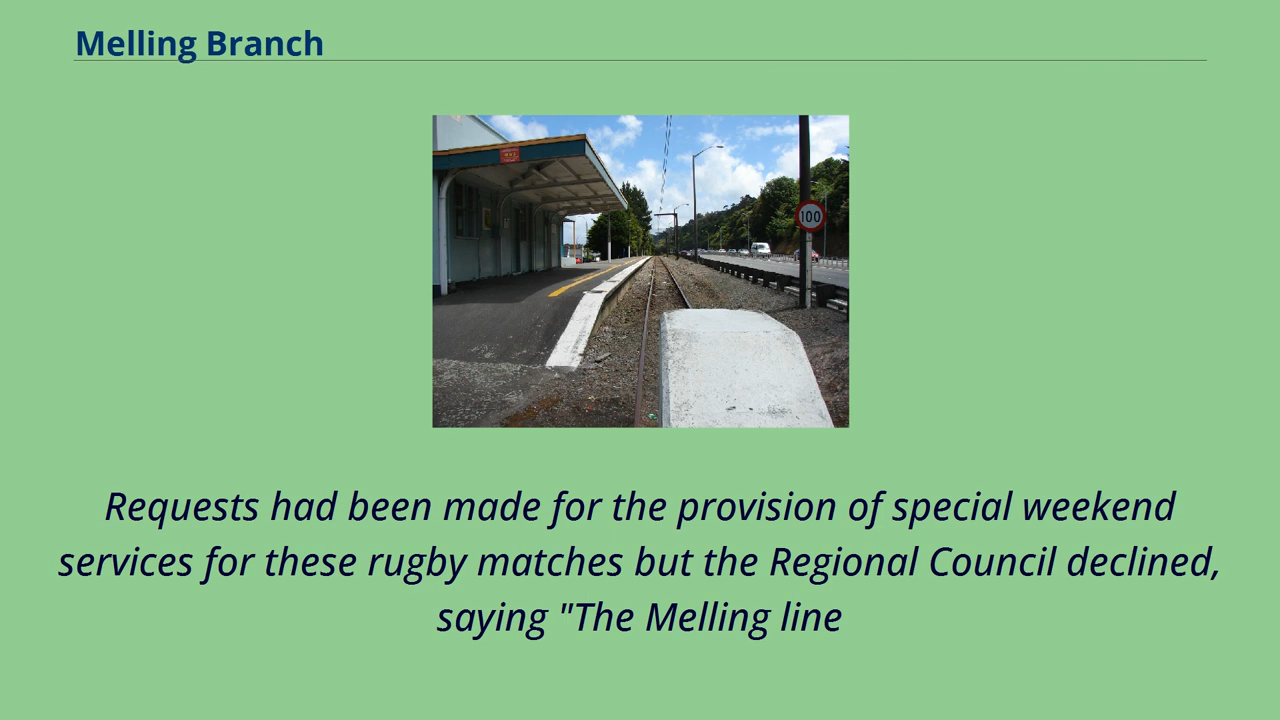 Melling Branch
100
Requests had been made for the provision of special weekend
services for these rugby matches but the Regional Council declined,
saying "The Melling line